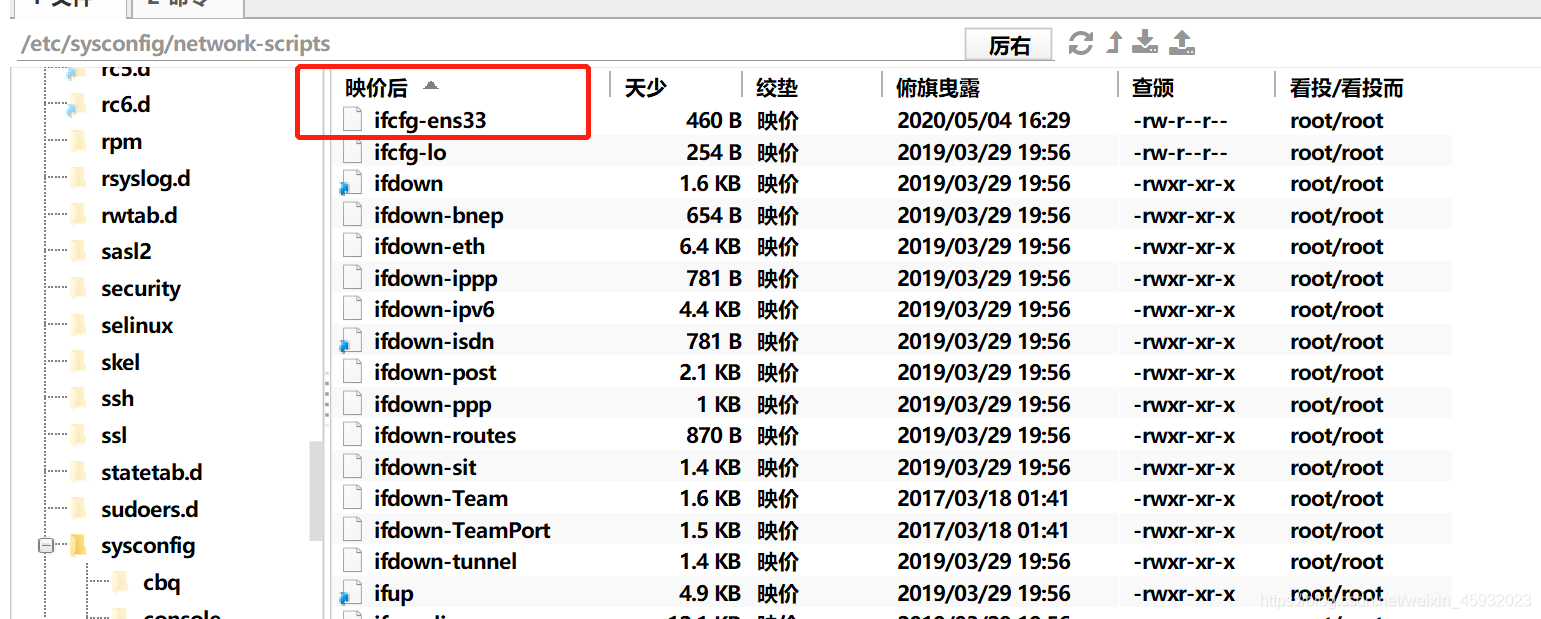 1 文件 2 命令
/etc/sysconfig/network-scripts 厉右
rc5.d
rc6.d
rpm
rsyslog.d
rwtab.d
sasl2
security
selinux
skel
ssh
ssl
statetab.d
sudoers.d
sysconfig
cbq
console
映价后 天少 绞垫 俯旗曳露 查颁 看投/看投而
ifcfg-ens33 460 B 映价 2020/05/04 16:29 -rw-r--r-- root/root
ifcfg-lo 254 B 映价 2019/03/29 19:56 -rw-r--r-- root/root
ifdown 1.6 KB 映价 2019/03/29 19:56 -rwxr-xr-x root/root
ifdown-bnep 654 B 映价 2019/03/29 19:56 -rwxr-xr-x root/root
ifdown-eth 6.4 KB 映价 2019/03/29 19:56 -rwxr-xr-x root/root
ifdown-ippp 781 B 映价 2019/03/29 19:56 -rwxr-xr-x root/root
ifdown-ipv6 4.4 KB 映价 2019/03/29 19:56 -rwxr-xr-x root/root
ifdown-isdn 781 B 映价 2019/03/29 19:56 -rwxr-xr-x root/root
ifdown-post 2.1 KB 映价 2019/03/29 19:56 -rwxr-xr-x root/root
ifdown-ppp 1 KB 映价 2019/03/29 19:56 -rwxr-xr-x root/root
ifdown-routes 870 B 映价 2019/03/29 19:56 -rwxr-xr-x root/root
ifdown-sit 1.4 KB 映价 2019/03/29 19:56 -rwxr-xr-x root/root
ifdown-Team 1.6 KB 映价 2017/03/18 01:41 -rwxr-xr-x root/root
ifdown-TeamPort 1.5 KB 映价 2017/03/18 01:41 -rwxr-xr-x root/root
ifdown-tunnel 1.4 KB 映价 2019/03/29 19:56 -rwxr-xr-x root/root
ifup 4.9 KB 映价 2019/03/29 19:56 -rwxr-xr-x root/root
https://blog.csdn.net/weixin_45932023